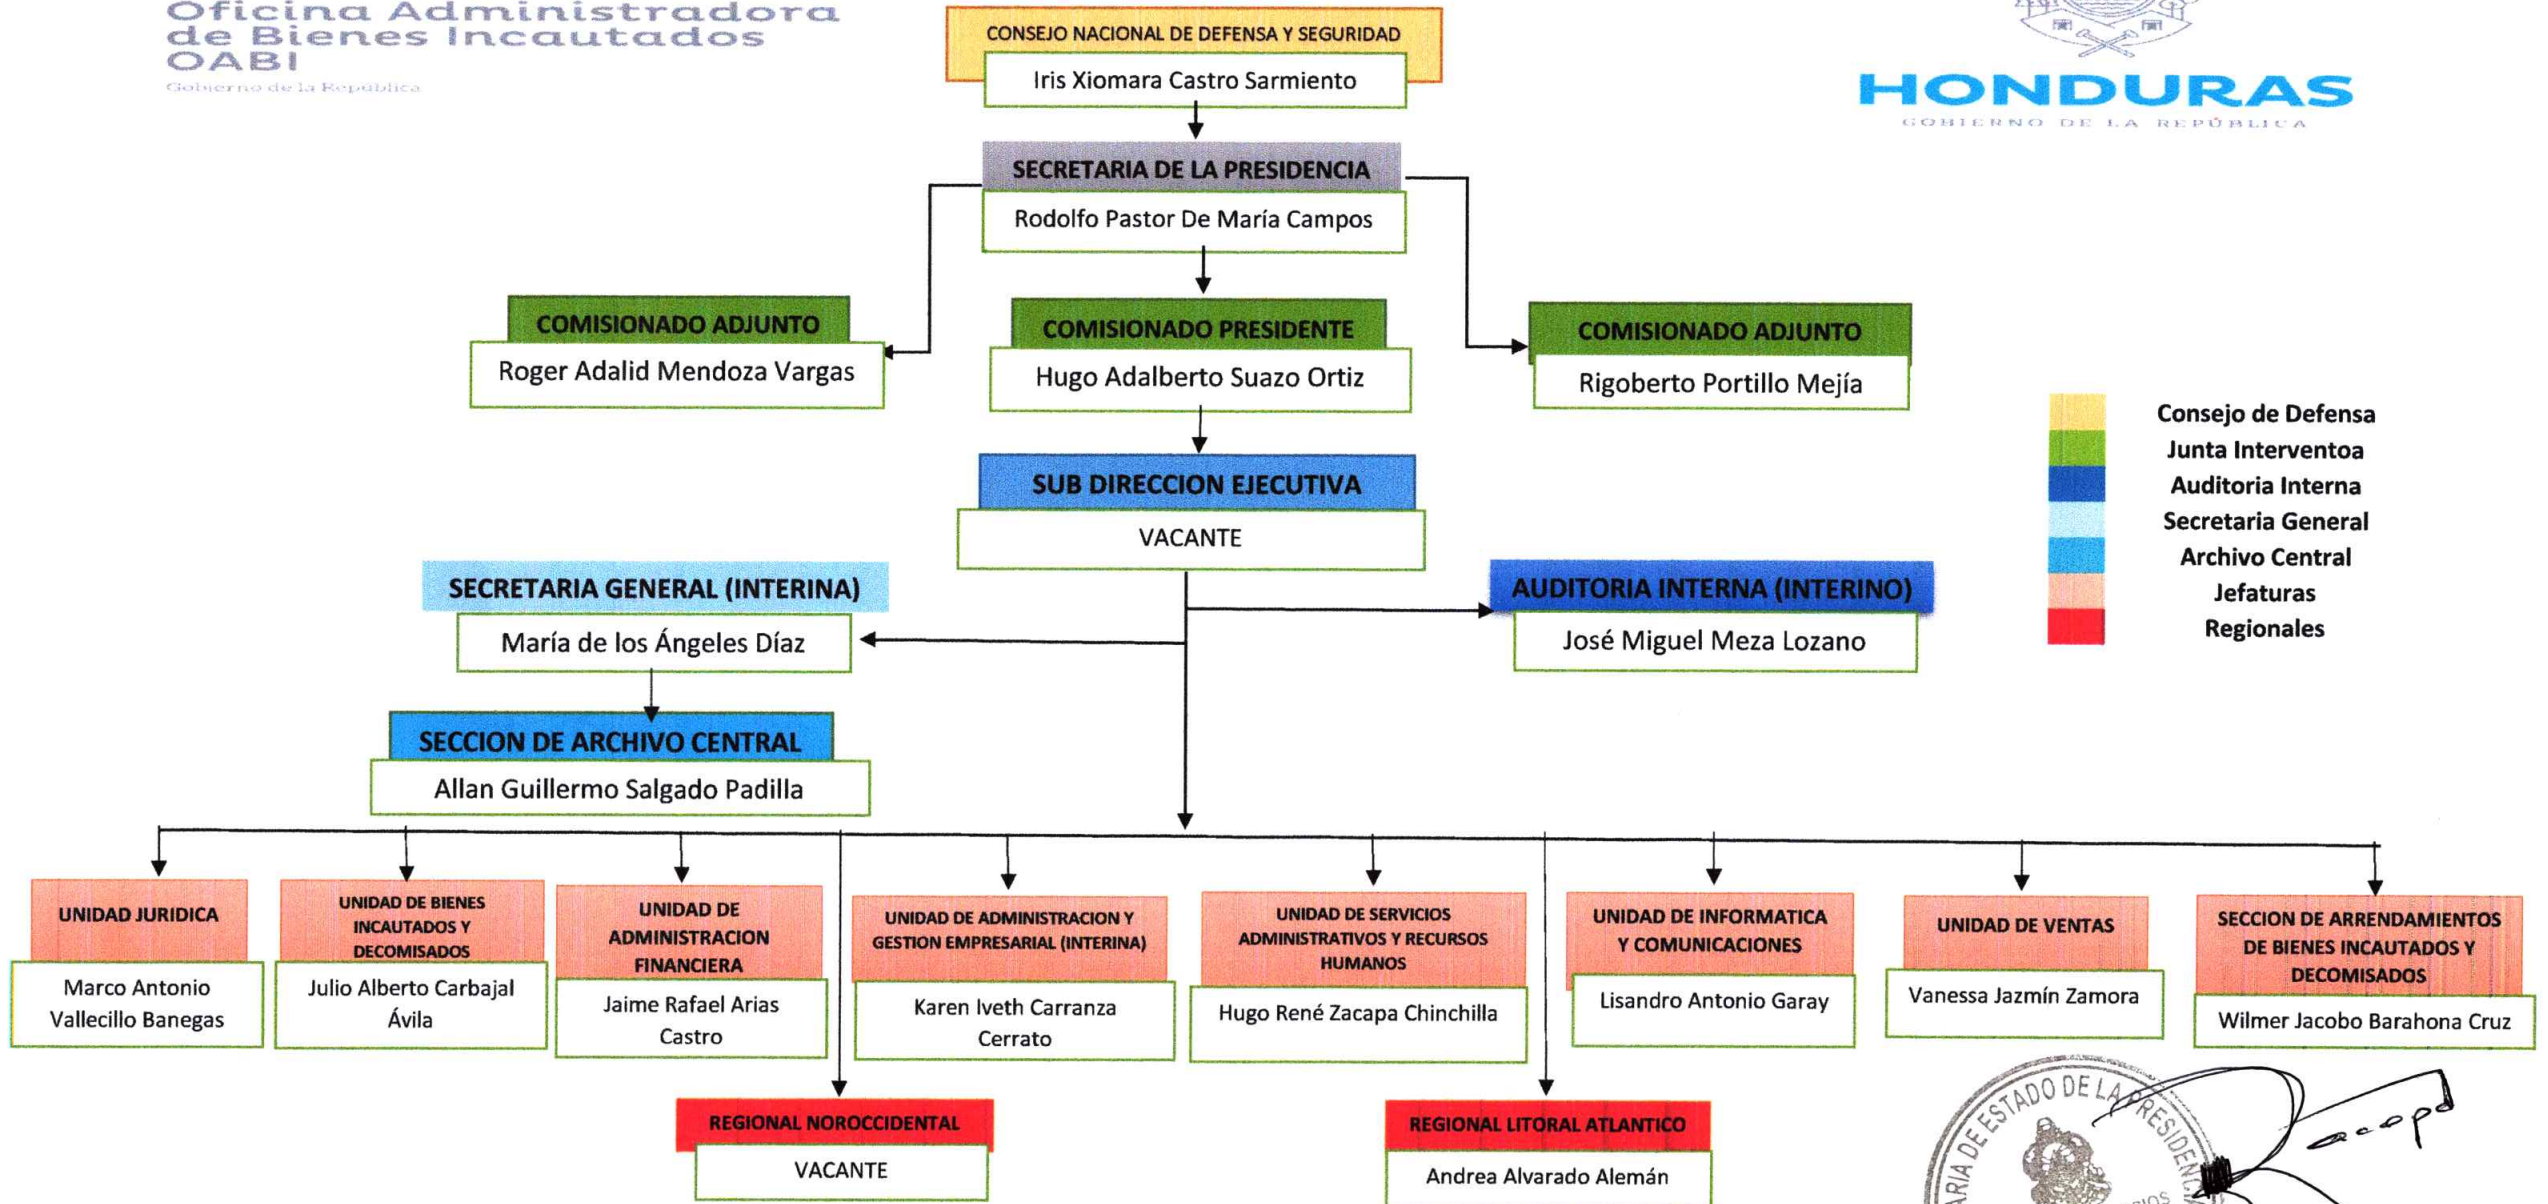 Oficina Administradora
de Bienes Incautados
OABI
Gobierno de la República
HONDURAS
GOBIERNO DE LA REPÚBLICA
CONSEJO NACIONAL DE DEFENSA Y SEGURIDAD
Iris Xiomara Castro Sarmiento
SECRETARIA DE LA PRESIDENCIA
Rodolfo Pastor De María Campos
COMISIONADO ADJUNTO
Roger Adalid Mendoza Vargas
COMISIONADO PRESIDENTE
Hugo Adalberto Suazo Ortiz
COMISIONADO ADJUNTO
Rigoberto Portillo Mejía
Consejo de Defensa
Junta Interventoa
Auditoria Interna
Secretaria General
Archivo Central
Jefaturas
Regionales
SUB DIRECCION EJECUTIVA
VACANTE
SECRETARIA GENERAL (INTERINA)
María de los Ángeles Díaz
AUDITORIA INTERNA (INTERINO)
José Miguel Meza Lozano
SECCION DE ARCHIVO CENTRAL
Allan Guillermo Salgado Padilla
UNIDAD JURIDICA
Marco Antonio
Vallecillo Banegas
UNIDAD DE BIENES
INCAUTADOS Y
DECOMISADOS
Julio Alberto Carbajal
Ávila
UNIDAD DE
ADMINISTRACION
FINANCIERA
Jaime Rafael Arias
Castro
UNIDAD DE ADMINISTRACION Y
GESTION EMPRESARIAL (INTERINA)
Karen Iveth Carranza
Cerrato
UNIDAD DE SERVICIOS
ADMINISTRATIVOS Y RECURSOS
HUMANOS
Hugo René Zacapa Chinchilla
UNIDAD DE INFORMATICA
Y COMUNICACIONES
Lisandro Antonio Garay
UNIDAD DE VENTAS
Vanessa Jazmín Zamora
SECCION DE ARRENDAMIENTOS
DE BIENES INCAUTADOS Y
DECOMISADOS
Wilmer Jacobo Barahona Cruz
REGIONAL NOROCCIDENTAL
VACANTE
REGIONAL LITORAL ATLANTICO
Andrea Alvarado Alemán
DE ESTADO DE LA